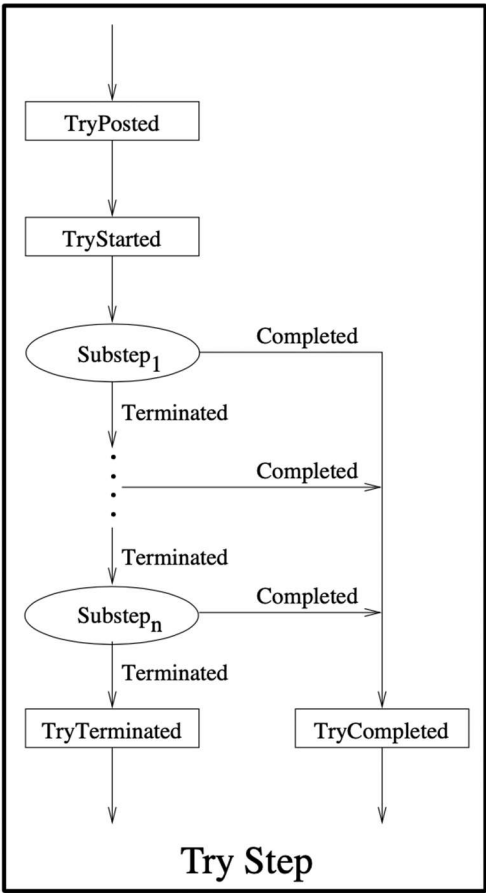 TryPosted
TryStarted
Substep1
Completed
Terminated
Completed
Terminated
Completed
Substepn
Terminated
TryTerminated
TryCompleted
Try Step